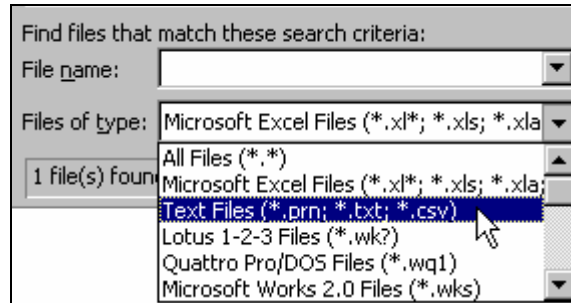 Find files that match these search criteria:
File name:
Files of type: Microsoft Excel Files (*.xl*; *.xls; *.xla
All Files (*.*)
1 file(s) foun
Microsoft Excel Files (*.xl*; *.xls; *.xla;
Text Files (*.prn; *.txt; *.csv)
Lotus 1-2-3 Files (*.wk?)
Quattro Pro/DOS Files (*.wq1)
Microsoft Works 2.0 Files (*.wks)